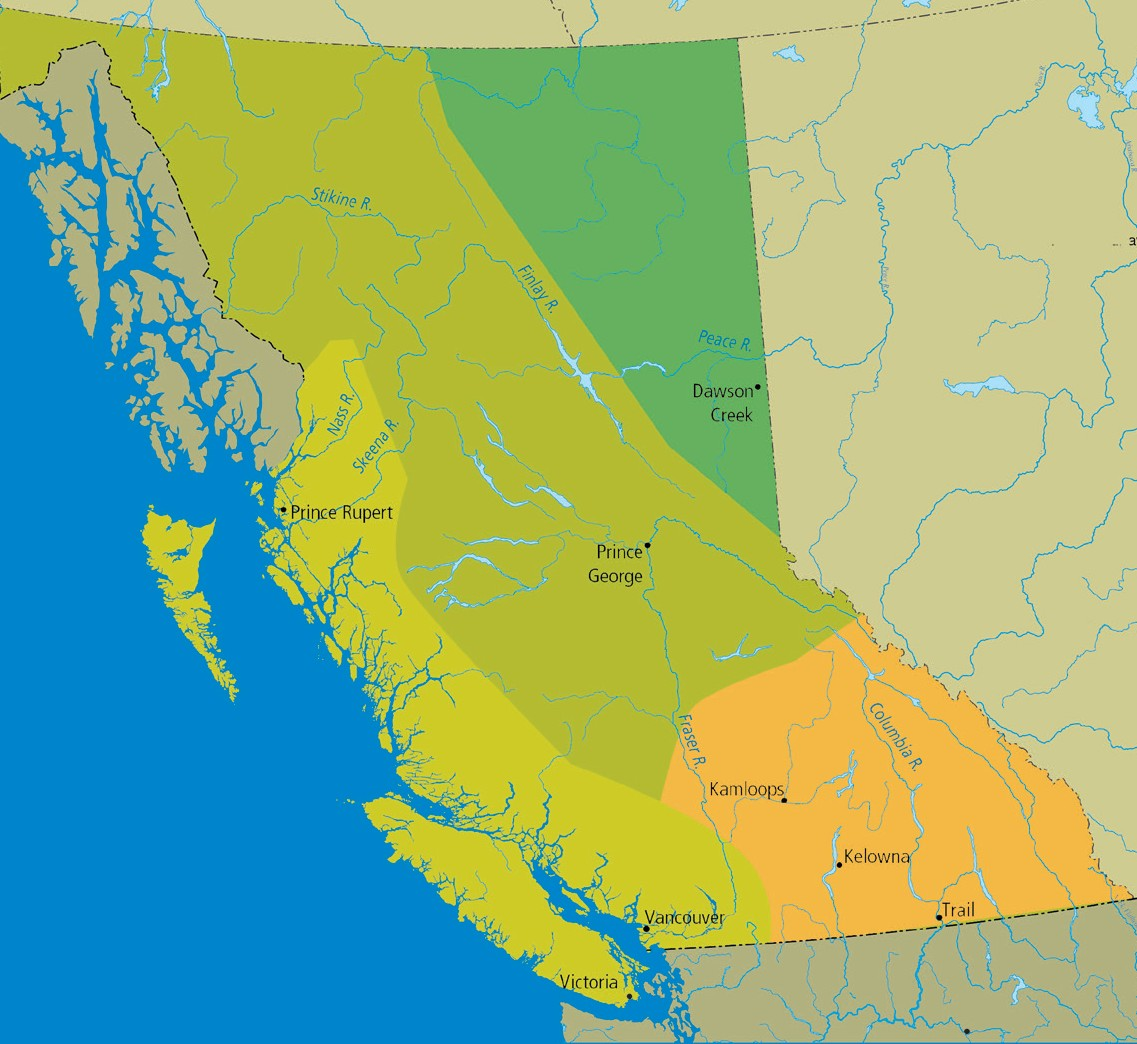 Stikine R.
Finlay R.
Peace R.
Dawson
Creek
Nass R.
Skeena R.
Prince Rupert
Prince
George
Fraser R.
Columbia R.
Kamloops
Kelowna
Trail
Vancouver
Victoria